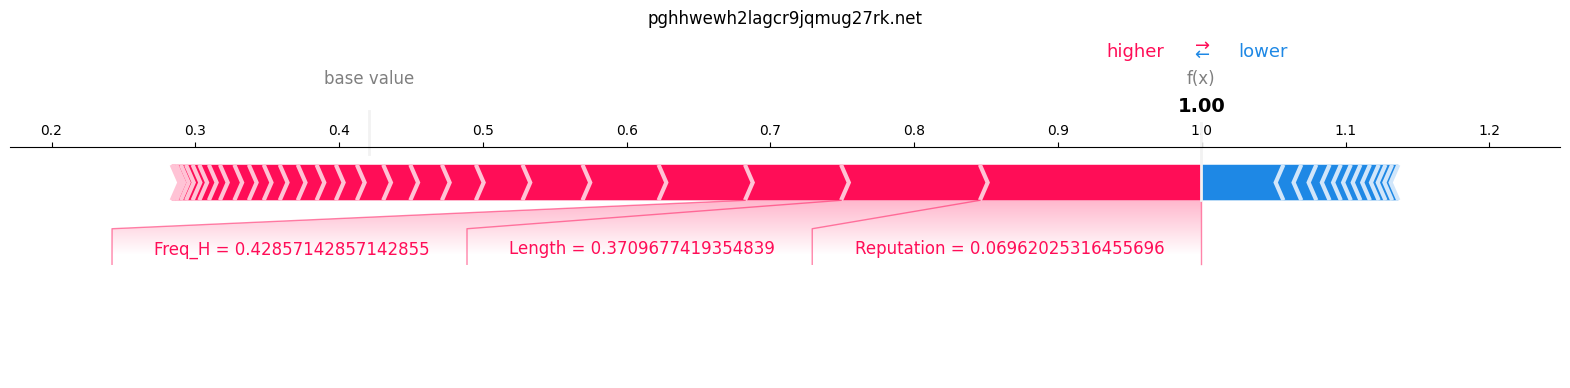 pghhwewh2lagcr9jqmug27rk.net
higher → ← lower
base value f(x)
1.00
0.2 0.3 0.4 0.5 0.6 0.7 0.8 0.9 1.0 1.1 1.2
Freq_H = 0.42857142857142855 Length = 0.3709677419354839 Reputation = 0.06962025316455696